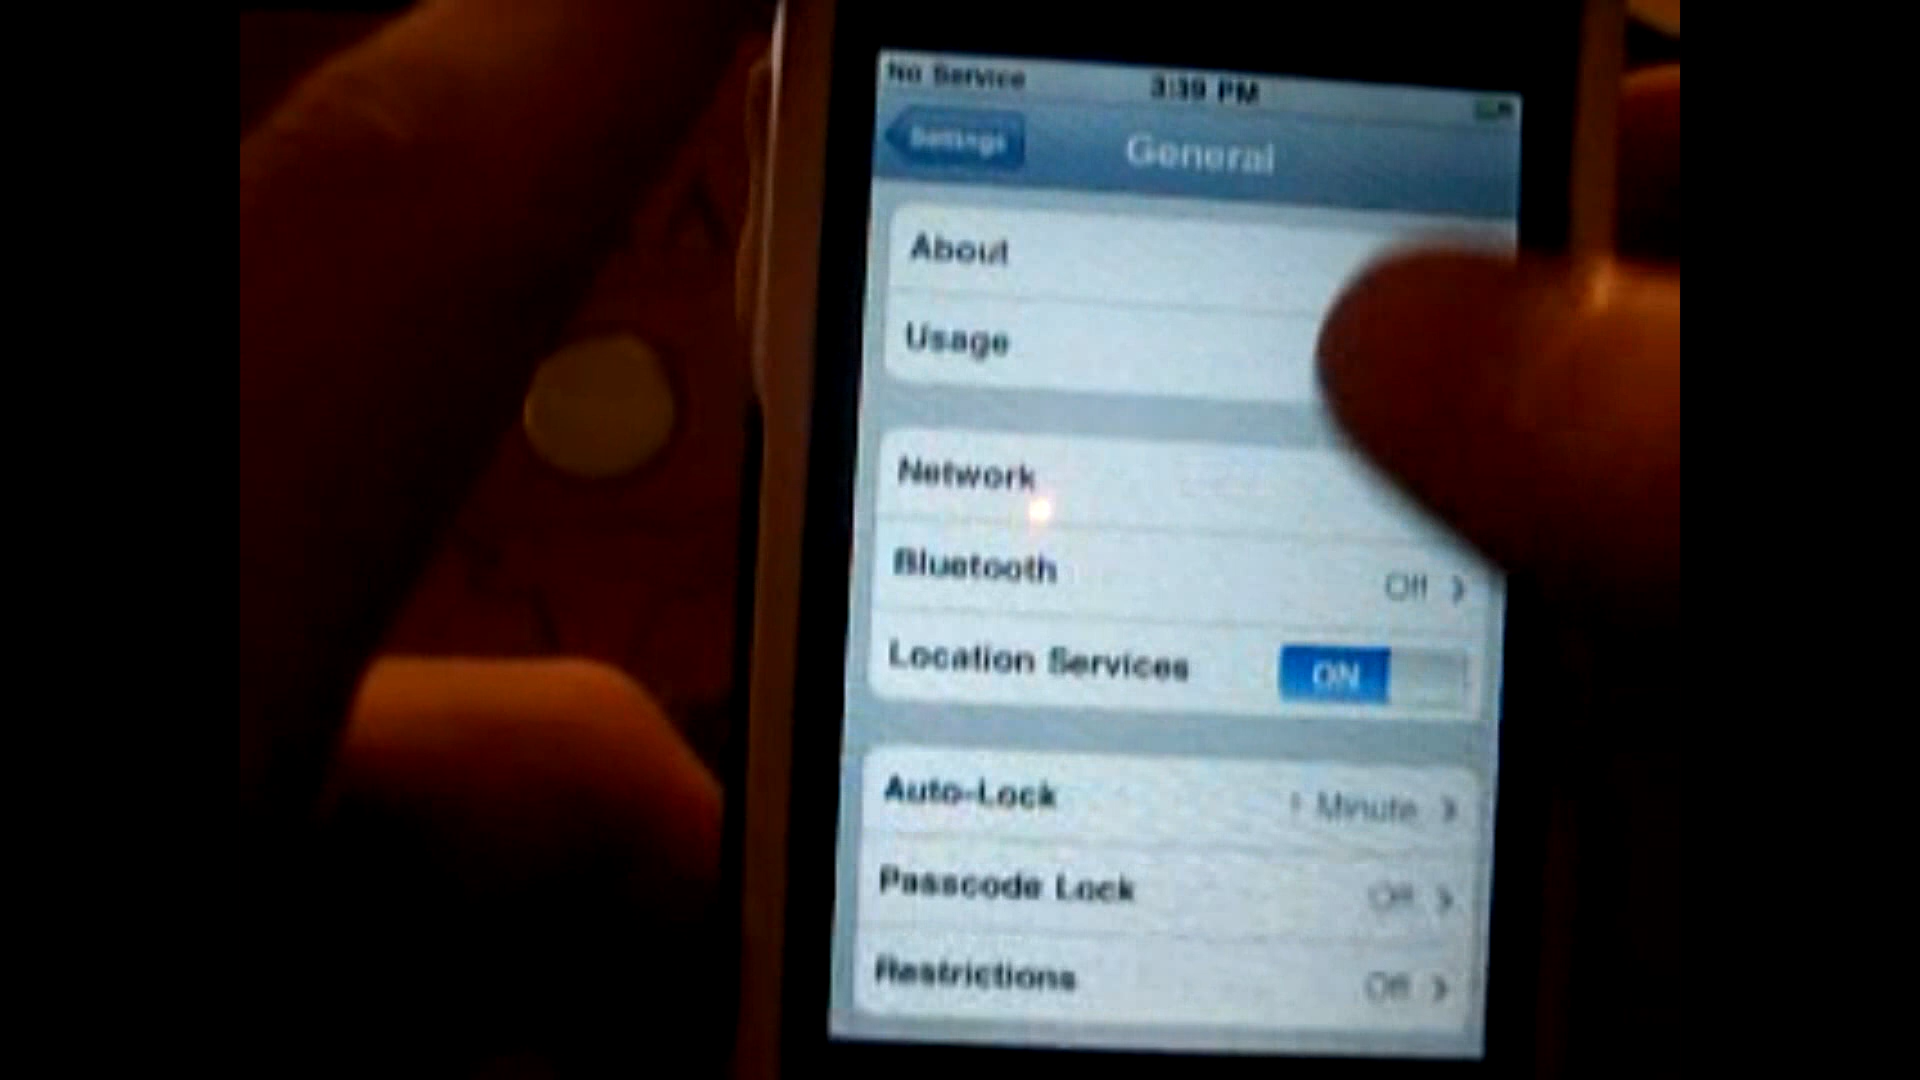 No Service 3:39 PM
Settings General
About
Usage
Network
Bluetooth Off
Location Services ON
Auto-Lock 1 Minute
Passcode Lock Off
Restrictions Off